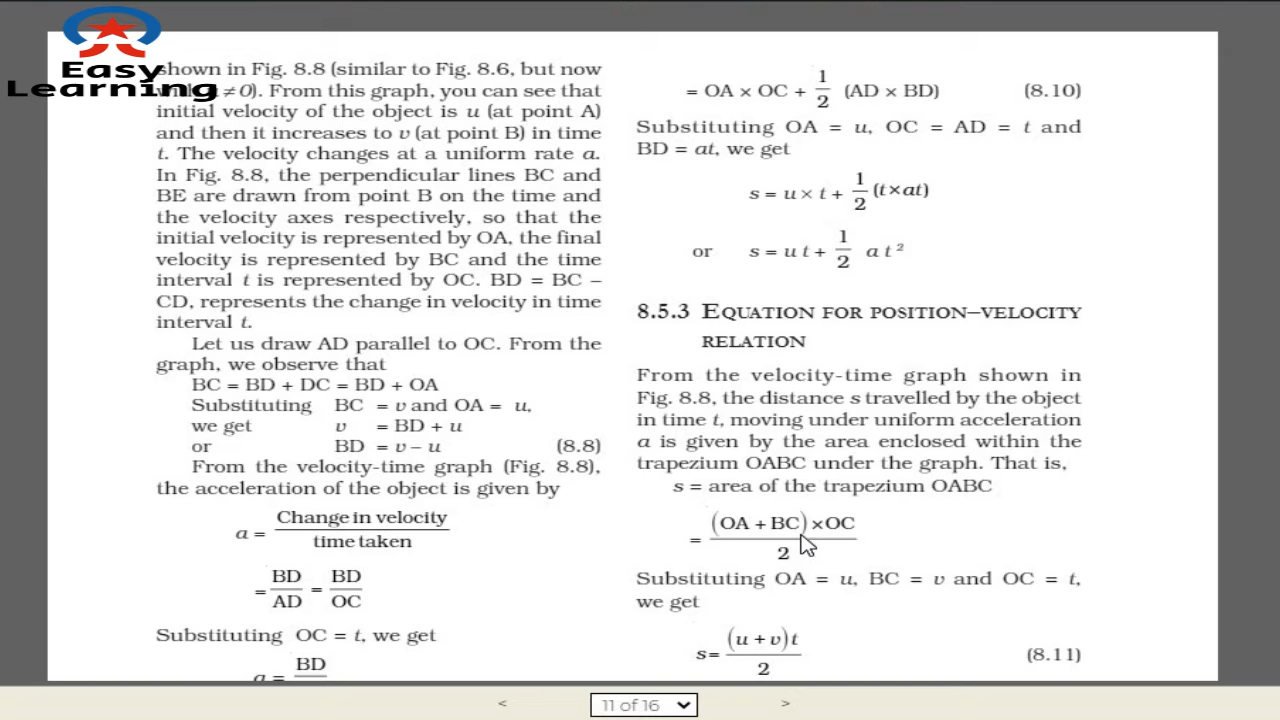 Easy
Learning
shown in Fig. 8.8 (similar to Fig. 8.6, but now
u ≠ 0). From this graph, you can see that
initial velocity of the object is u (at point A)
and then it increases to v (at point B) in time
t. The velocity changes at a uniform rate a.
In Fig. 8.8, the perpendicular lines BC and
BE are drawn from point B on the time and
the velocity axes respectively, so that the
initial velocity is represented by OA, the final
velocity is represented by BC and the time
interval t is represented by OC. BD = BC –
CD, represents the change in velocity in time
interval t.
Let us draw AD parallel to OC. From the
graph, we observe that
BC = BD + DC = BD + OA
Substituting BC = v and OA = u,
we get v = BD + u
or BD = v – u (8.8)
From the velocity-time graph (Fig. 8.8),
the acceleration of the object is given by
a = Change in velocity / time taken
= BD/AD = BD/OC
Substituting OC = t, we get
a = BD
= OA × OC + 1/2 (AD × BD) (8.10)
Substituting OA = u, OC = AD = t and
BD = at, we get
s = u × t + 1/2 (t × at)
or s = u t + 1/2 a t²
8.5.3 EQUATION FOR POSITION–VELOCITY
RELATION
From the velocity-time graph shown in
Fig. 8.8, the distance s travelled by the object
in time t, moving under uniform acceleration
a is given by the area enclosed within the
trapezium OABC under the graph. That is,
s = area of the trapezium OABC
= (OA + BC) × OC / 2
Substituting OA = u, BC = v and OC = t,
we get
s = (u + v) t / 2 (8.11)
< 11 of 16 >